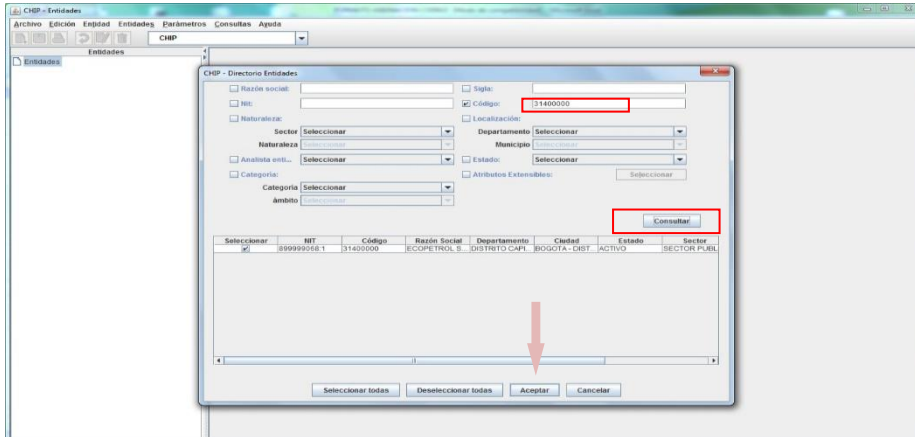 CHIP - Entidades
Archivo Edición Entidad Entidades Parámetros Consultas Ayuda
CHIP
Entidades
Entidades
CHIP - Directorio Entidades
Razón social: Sigla:
Nit: Código: 31400000
Naturaleza: Localización:
Sector Seleccionar Departamento Seleccionar
Naturaleza Seleccionar Municipio Seleccionar
Analista enti... Seleccionar Estado: Seleccionar
Categoria: Atributos Extensibles: Seleccionar
Categoria Seleccionar
ámbito Seleccionar
Consultar
Seleccionar NIT Código Razón Social Departamento Ciudad Estado Sector
899999068:1 31400000 ECOPETROL S... DISTRITO CAPI... BOGOTA - DIST... ACTIVO SECTOR PUBL
Seleccionar todas Deseleccionar todas Aceptar Cancelar